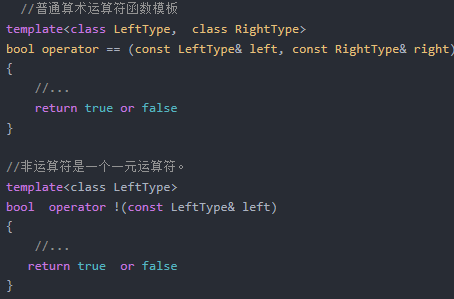 //普通算术运算符函数模板
template<class LeftType,  class RightType>
bool operator == (const LeftType& left, const RightType& right)
{
    //...
    return true or false
}
//非运算符是一个一元运算符。
template<class LeftType>
bool  operator !(const LeftType& left)
{
    //...
   return true  or false
}